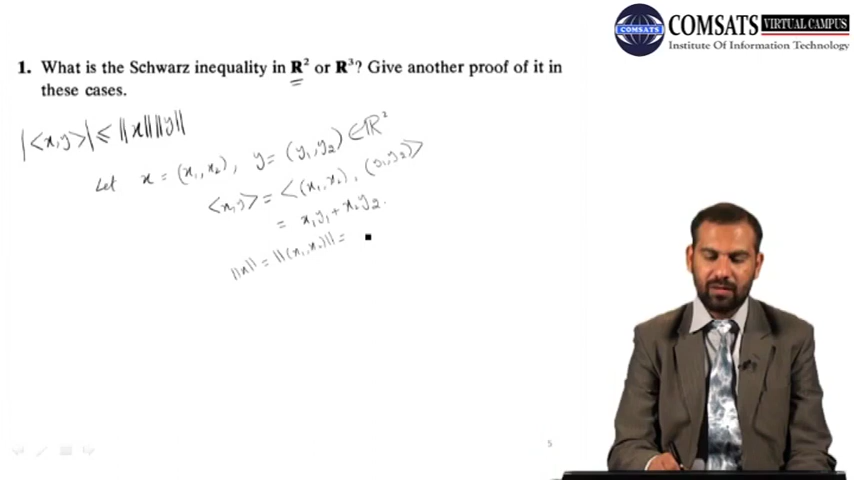 COMSATS VIRTUAL CAMPUS
Institute Of Information Technology
1. What is the Schwarz inequality in R² or R³? Give another proof of it in
these cases.
|<x,y>| ≤ ||x|| ||y||
Let x = (x₁, x₂), y = (y₁, y₂) ∈ ℝ²
<x,y> = <(x₁, x₂), (y₁, y₂)>
= x₁y₁ + x₂y₂.
||x|| = ||(x₁, x₂)|| =
5